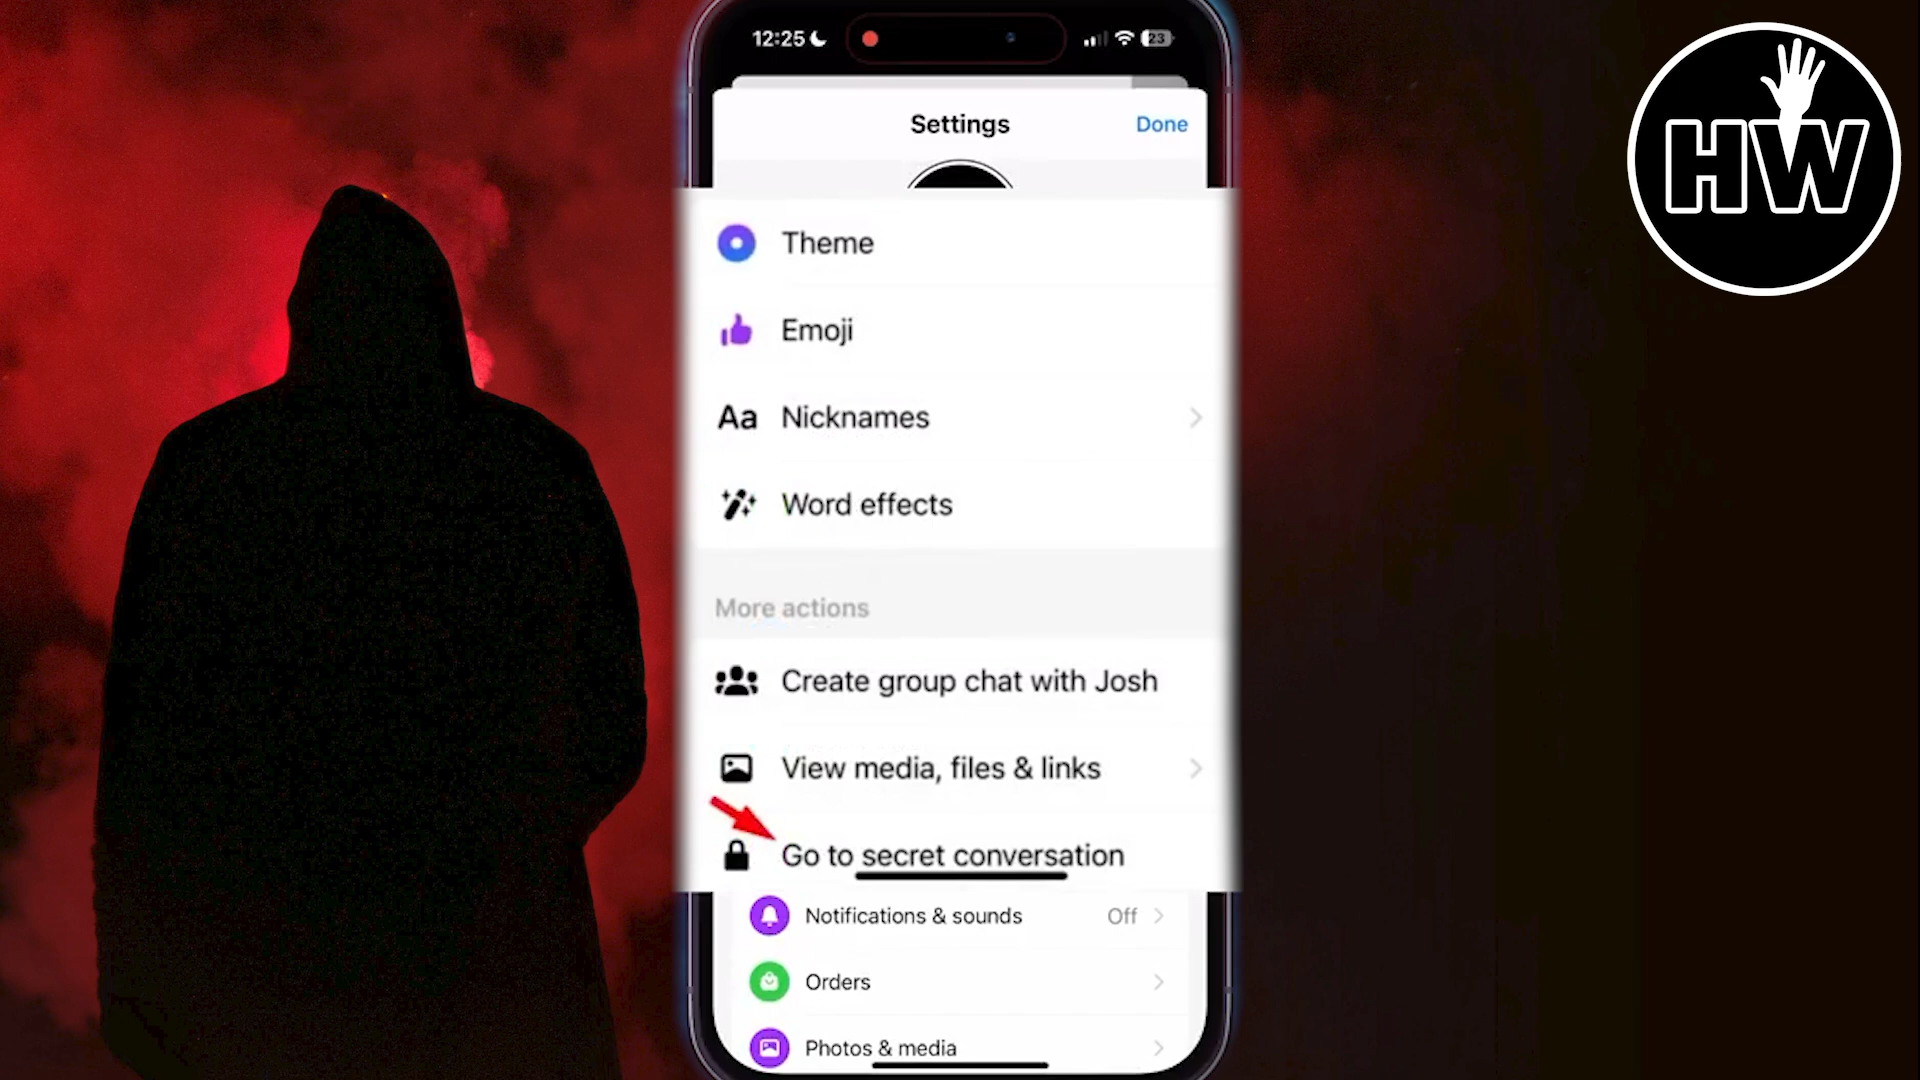 12:25
23
HW
Settings
Done
Theme
Emoji
Aa Nicknames
Word effects
More actions
Create group chat with Josh
View media, files & links
Go to secret conversation
Notifications & sounds Off
Orders
Photos & media